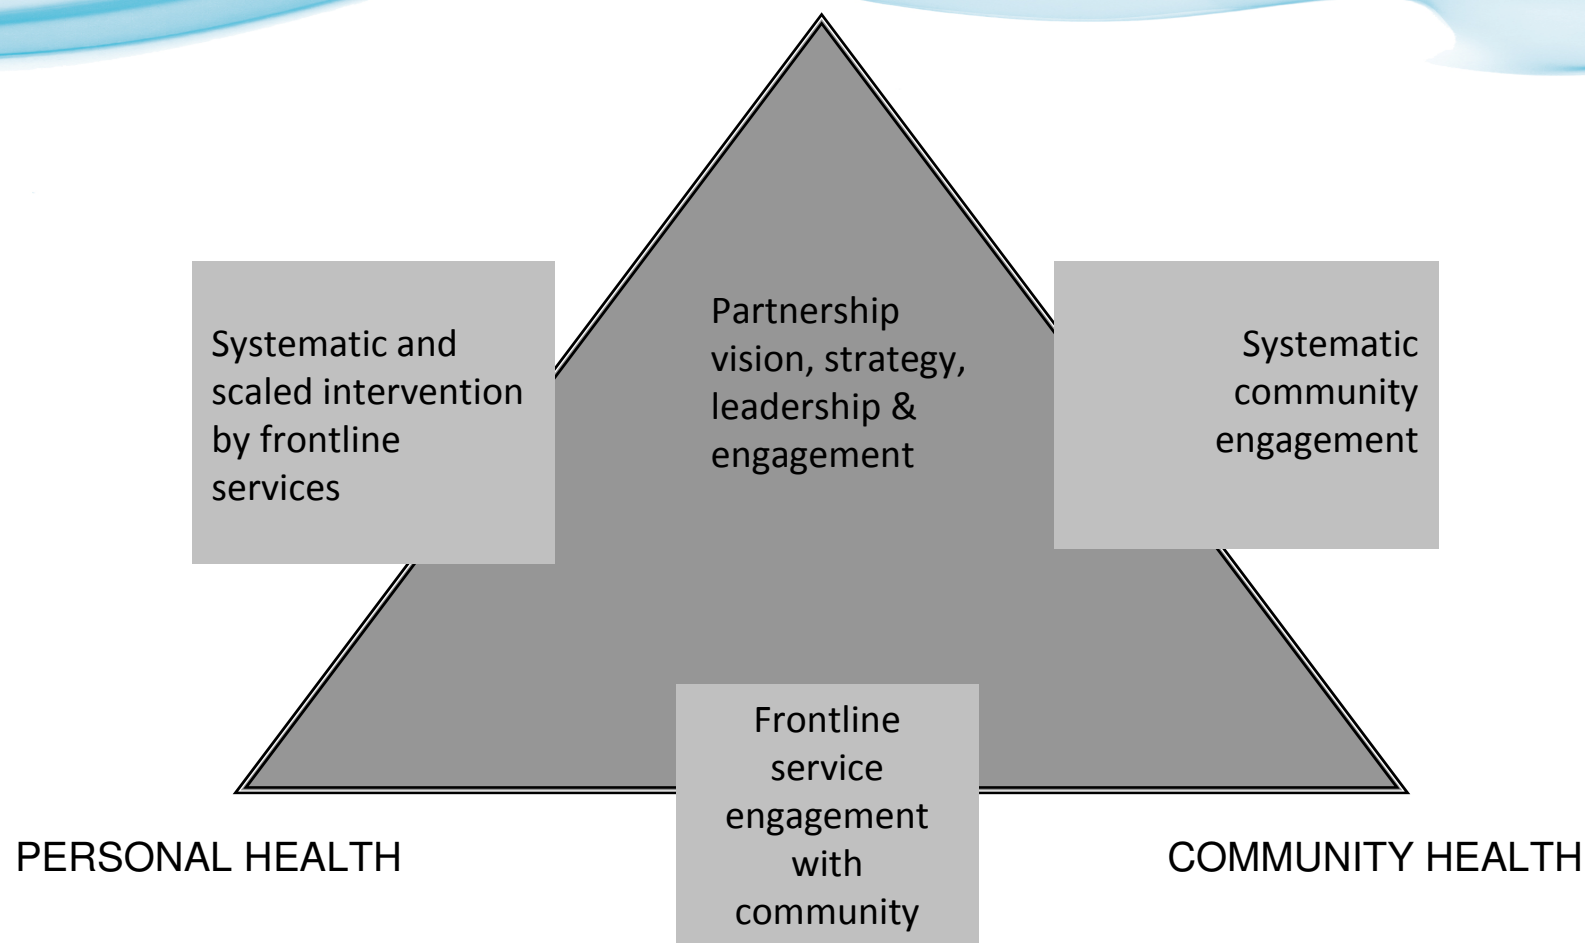 Systematic and
scaled intervention
by frontline
services
Partnership
vision, strategy,
leadership &
engagement
Systematic
community
engagement
Frontline
service
engagement
with
community
PERSONAL HEALTH
COMMUNITY HEALTH